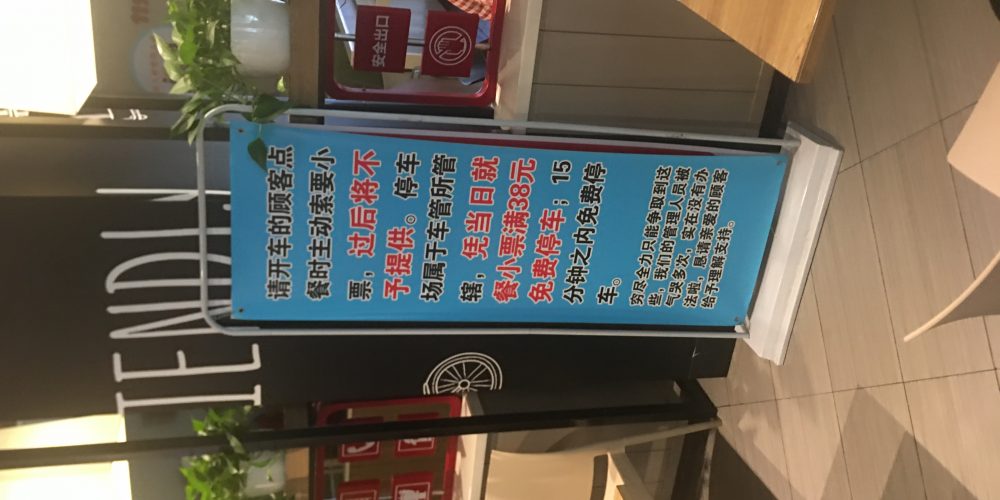 请开车的顾客点
餐时主动索要小
票，过后将不
予提供。停车
场属于车管所管
辖，凭当日就
餐小票满38元
免费停车；15
分钟之内免费停
车。
穷尽全力只能争取到这
些，我们的管理人员被
气哭多次，实在没有办
法啦，恳请亲爱的顾客
给予理解支持。
安全出口
IENDLY